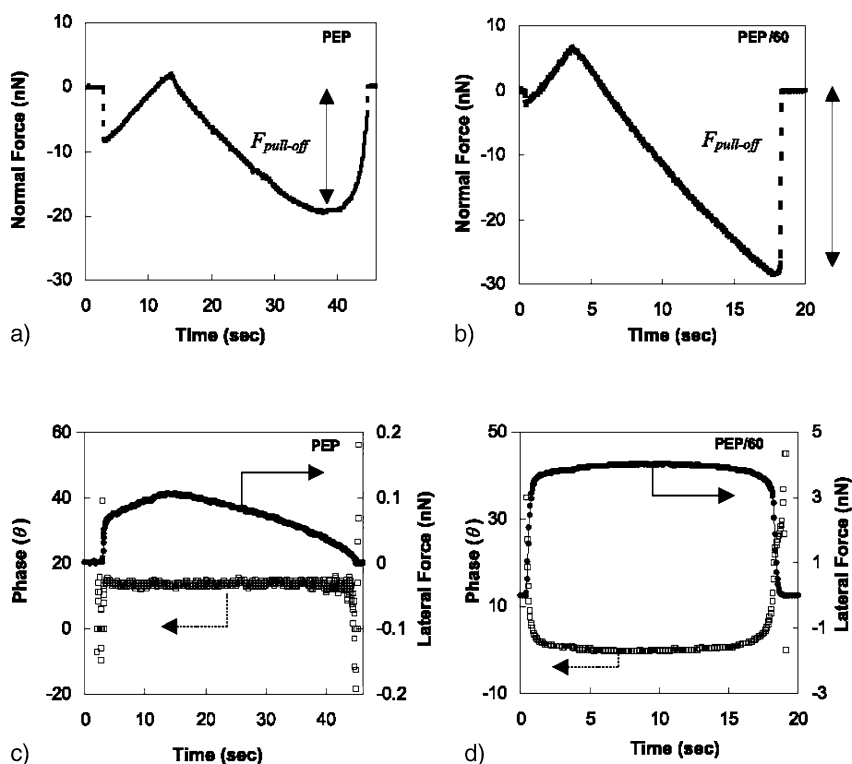 10
PEP
0
Normal Force (nN)
F pull-off
-10
-20
-30
0 10 20 30 40
Time (sec)
a)
10
PEP/60
0
Normal Force (nN)
F pull-off
-10
-20
-30
0 5 10 15 20
Time (sec)
b)
60 0.2
PEP
40 0.1
Phase (θ)
20 0
Lateral Force (nN)
0 -0.1
-20 -0.2
0 10 20 30 40
Time (sec)
c)
50 5
PEP/60
30 3
Phase (θ)
1
Lateral Force (nN)
10
-1
-10 -3
0 5 10 15 20
Time (sec)
d)